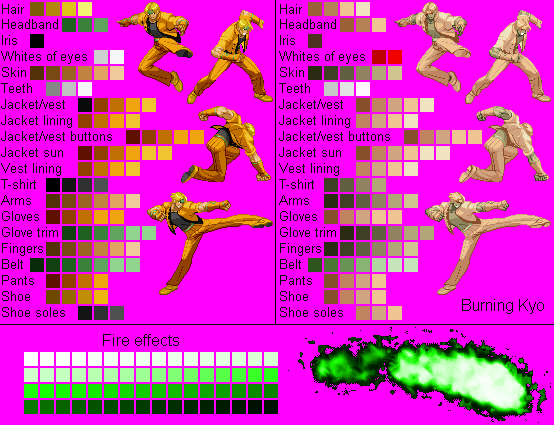 Hair
Headband
Iris
Whites of eyes
Skin
Teeth
Jacket/vest
Jacket lining
Jacket/vest buttons
Jacket sun
Vest lining
T-shirt
Arms
Gloves
Glove trim
Fingers
Belt
Pants
Shoe
Shoe soles
Hair
Headband
Iris
Whites of eyes
Skin
Teeth
Jacket/vest
Jacket lining
Jacket/vest buttons
Jacket sun
Vest lining
T-shirt
Arms
Gloves
Glove trim
Fingers
Belt
Pants
Shoe
Shoe soles
Burning Kyo
Fire effects